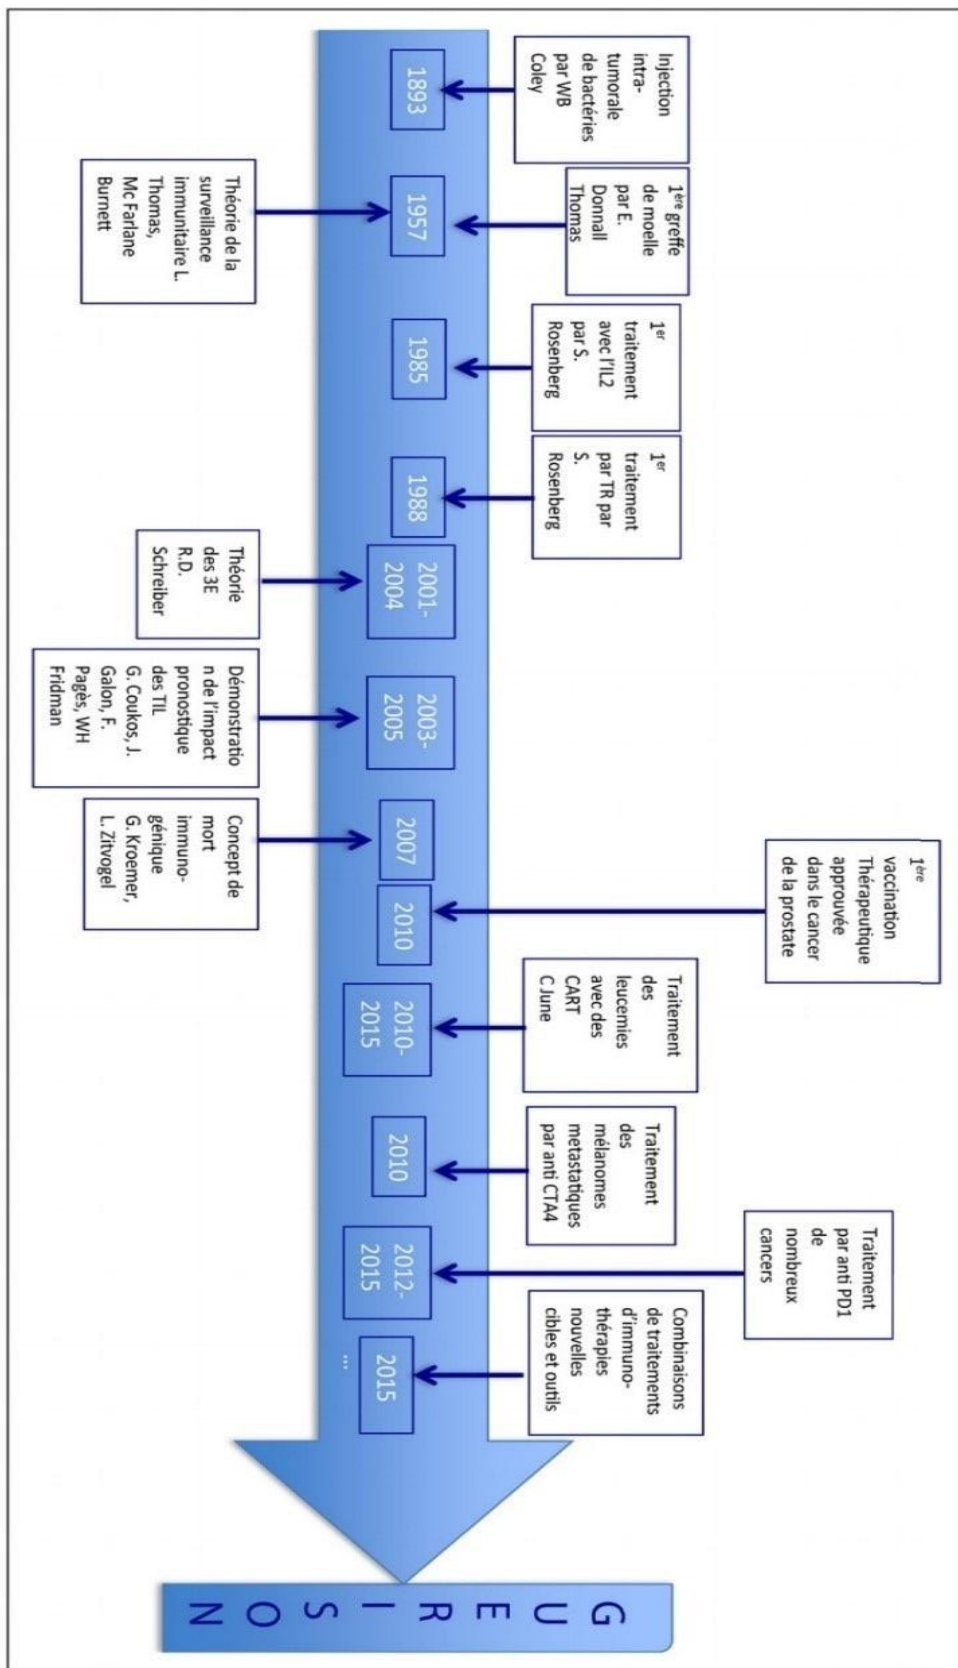 Injection
intra-
tumorale
de bactéries
par WB
Coley
1893
1ère greffe
de moelle
par E.
Donnall
Thomas
1957
Théorie de la
surveillance
immunitaire L.
Thomas,
Mc Farlane
Burnett
1er
traitement
avec l'IL2
par S.
Rosenberg
1985
1er
traitement
par TR par
S.
Rosenberg
1988
2001-
2004
Théorie
des 3E
R.D.
Schreiber
2003-
2005
Démonstratio
n de l'impact
pronostique
des TIL
G. Coukos, J.
Galon, F.
Pagès, WH
Fridman
2007
Concept de
mort
immuno-
génique
G. Kroemer,
L. Zitvogel
1ère
vaccination
Thérapeutique
approuvée
dans le cancer
de la prostate
2010
Traitement
des
leucemies
avec des
CART
C June
2010-
2015
Traitement
des
mélanomes
metastatiques
par anti CTA4
2010
Traitement
par anti PD1
de
nombreux
cancers
2012-
2015
Combinaisons
de traitements
d'immuno-
thérapies
nouvelles
cibles et outils
2015
...
GUERISON